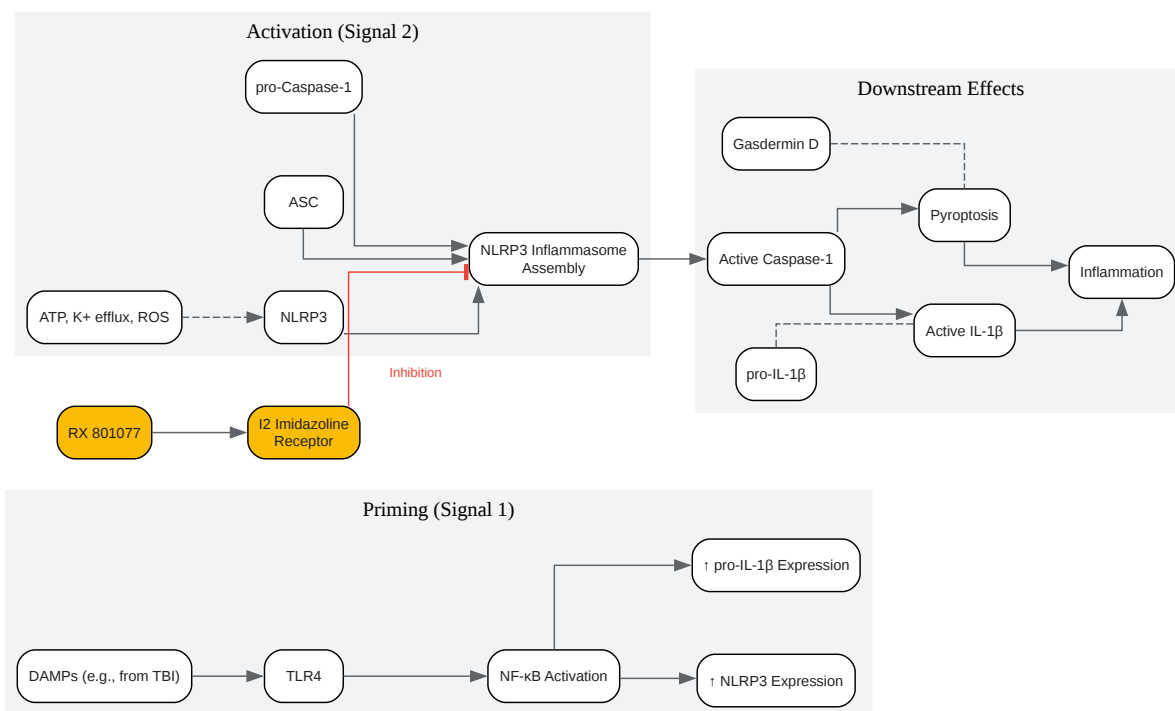 Activation (Signal 2)
pro-Caspase-1
ASC
NLRP3 Inflammasome
Assembly
ATP, K+ efflux, ROS
NLRP3
Inhibition
RX 801077
I2 Imidazoline
Receptor
Downstream Effects
Gasdermin D
Pyroptosis
Active Caspase-1
Inflammation
Active IL-1β
pro-IL-1β
Priming (Signal 1)
↑ pro-IL-1β Expression
DAMPs (e.g., from TBI)
TLR4
NF-κB Activation
↑ NLRP3 Expression